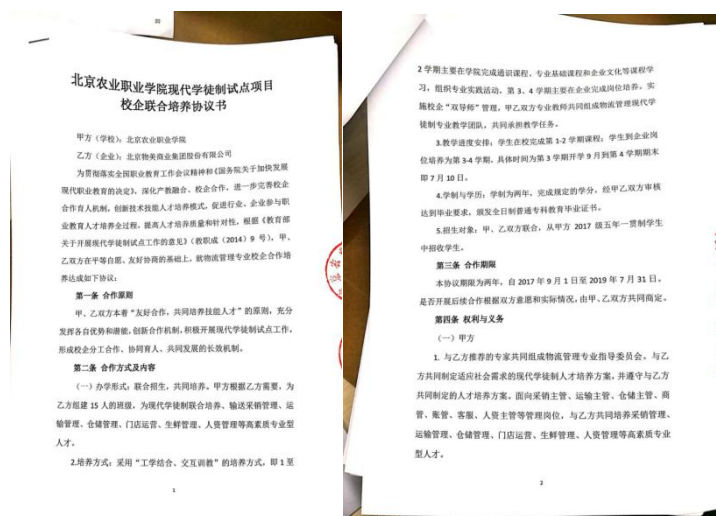 北京农业职业学院现代学徒制试点项目
校企联合培养协议书
甲方（学校）：北京农业职业学院
乙方（企业）：北京物美商业集团股份有限公司
为贯彻落实全国职业教育工作会议精神和《国务院关于加快发展
现代职业教育的决定》，深化产教融合、校企合作，进一步完善校企
合作育人机制，创新技术技能人才培养模式，促进行业、企业参与职
业教育人才培养全过程，提高人才培养质量和针对性，根据《教育部
关于开展现代学徒制试点工作的意见》（教职成（2014）9 号），甲、
乙双方在平等自愿、友好协商的基础上，就物流管理专业校企合作培
养达成如下协议：
第一条 合作原则
甲、乙双方本着“友好合作，共同培养技能人才”的原则，充分
发挥各自优势和潜能，创新合作机制，积极开展现代学徒制试点工作，
形成校企分工合作、协同育人、共同发展的长效机制。
第二条 合作方式及内容
（一）办学形式：联合招生，共同培养。甲方根据乙方需要，为
乙方组建 15 人的班级，为现代学徒制联合培养、输送采销管理、运
输管理、仓储管理、门店运营、生鲜管理、人资管理等高素质专业型
人才。
2.培养方式：采用“工学结合、交互训教”的培养方式，即 1 至
1
2 学期主要在学院完成通识课程、专业基础课程和企业文化等课程学
习，组织专业实践活动。第 3、4 学期主要在企业完成岗位培养。实
施校企“双导师”管理，甲乙双方专业教师共同组成物流管理现代学
徒制专业教学团队，共同承担教学任务。
3.教学进度安排：学生在校完成第 1-2 学期课程；学生到企业岗
位培养为第 3-4 学期，具体时间为第 3 学期开学 9 月到第 4 学期期末
即 7 月 10 日。
4.学制与学历：学制为两年，完成规定的学分，经甲乙双方审核
达到毕业要求，颁发全日制普通专科教育毕业证书。
5.招生对象：甲、乙方联合，从甲方 2017 级五年一贯制学生
中招收学生。
第三条 合作期限
本协议期限为两年，自 2017 年 9 月 1 日至 2019 年 7 月 31 日。
是否开展后续合作根据双方意愿和实际情况，由甲、乙双方共同商定。
第四条 权利与义务
（一）甲方
1. 与乙方推荐的专家共同组成物流管理专业指导委员会。与乙
方共同制定适应社会需求的现代学徒制人才培养方案，并遵守与乙方
共同制定的人才培养方案。面向采销主管、运输主管、仓储主管、商
管、账管、客服、人资主管等管理岗位，与乙方共同培养采销管理、
运输管理、仓储管理、门店运营、生鲜管理、人资管理等高素质专业
型人才。
2